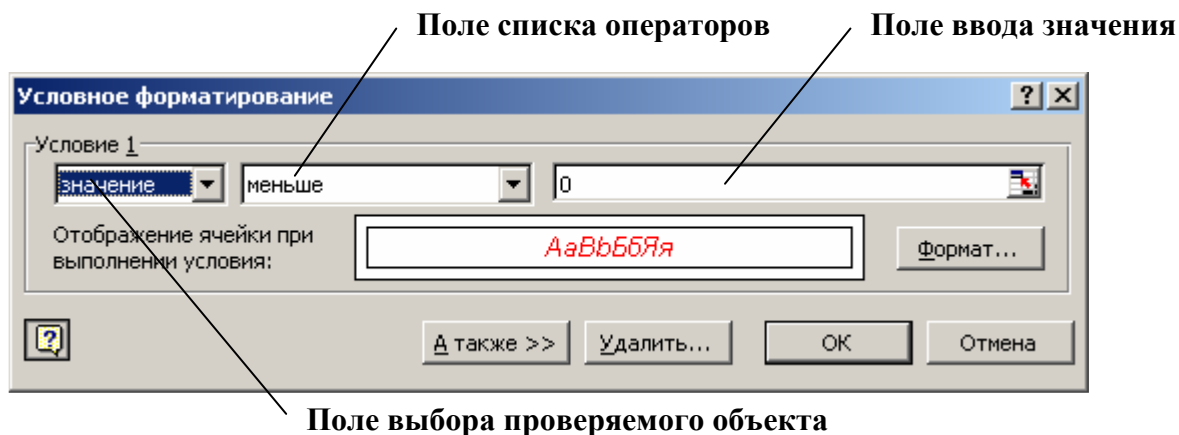 Поле списка операторов Поле ввода значения
Условное форматирование
Условие 1
значение меньше 0
Отображение ячейки при
выполнении условия:
АаВbБбЯя
Формат...
А также >> Удалить... ОК Отмена
Поле выбора проверяемого объекта